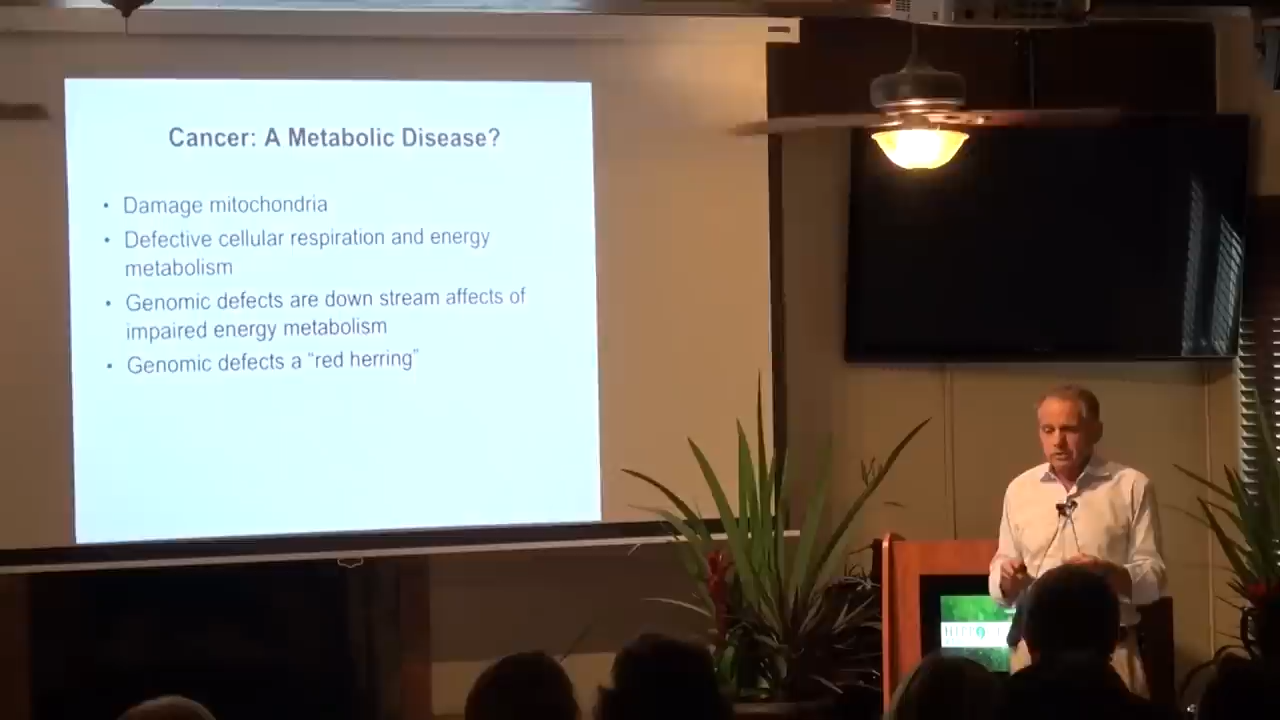 Cancer: A Metabolic Disease?
• Damage mitochondria
• Defective cellular respiration and energy
metabolism
• Genomic defects are down stream affects of
impaired energy metabolism
• Genomic defects a “red herring”